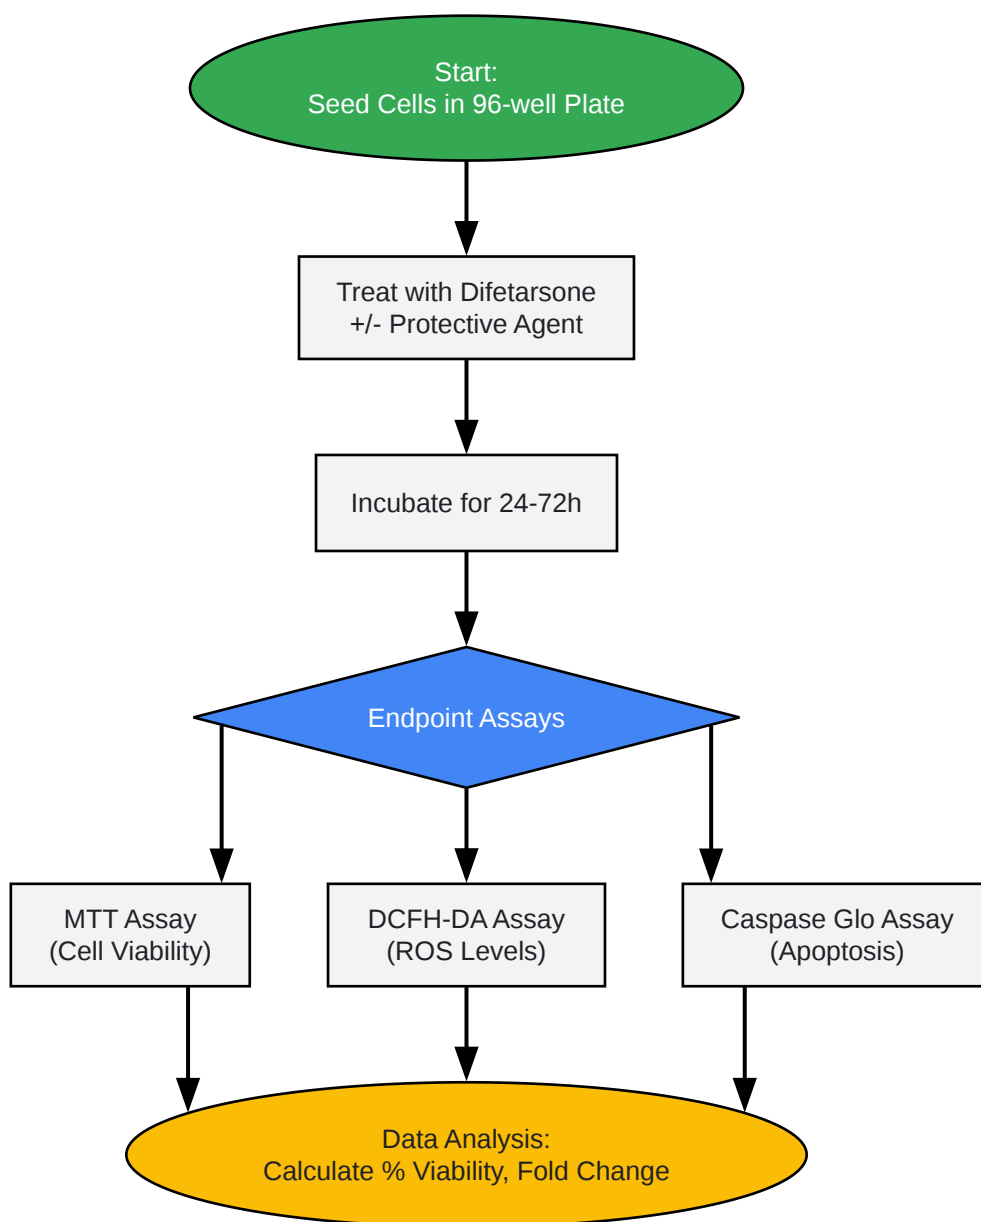 Start:
Seed Cells in 96-well Plate
Treat with Difetarsone
+/- Protective Agent
Incubate for 24-72h
Endpoint Assays
MTT Assay
(Cell Viability)
DCFH-DA Assay
(ROS Levels)
Caspase Glo Assay
(Apoptosis)
Data Analysis:
Calculate % Viability, Fold Change